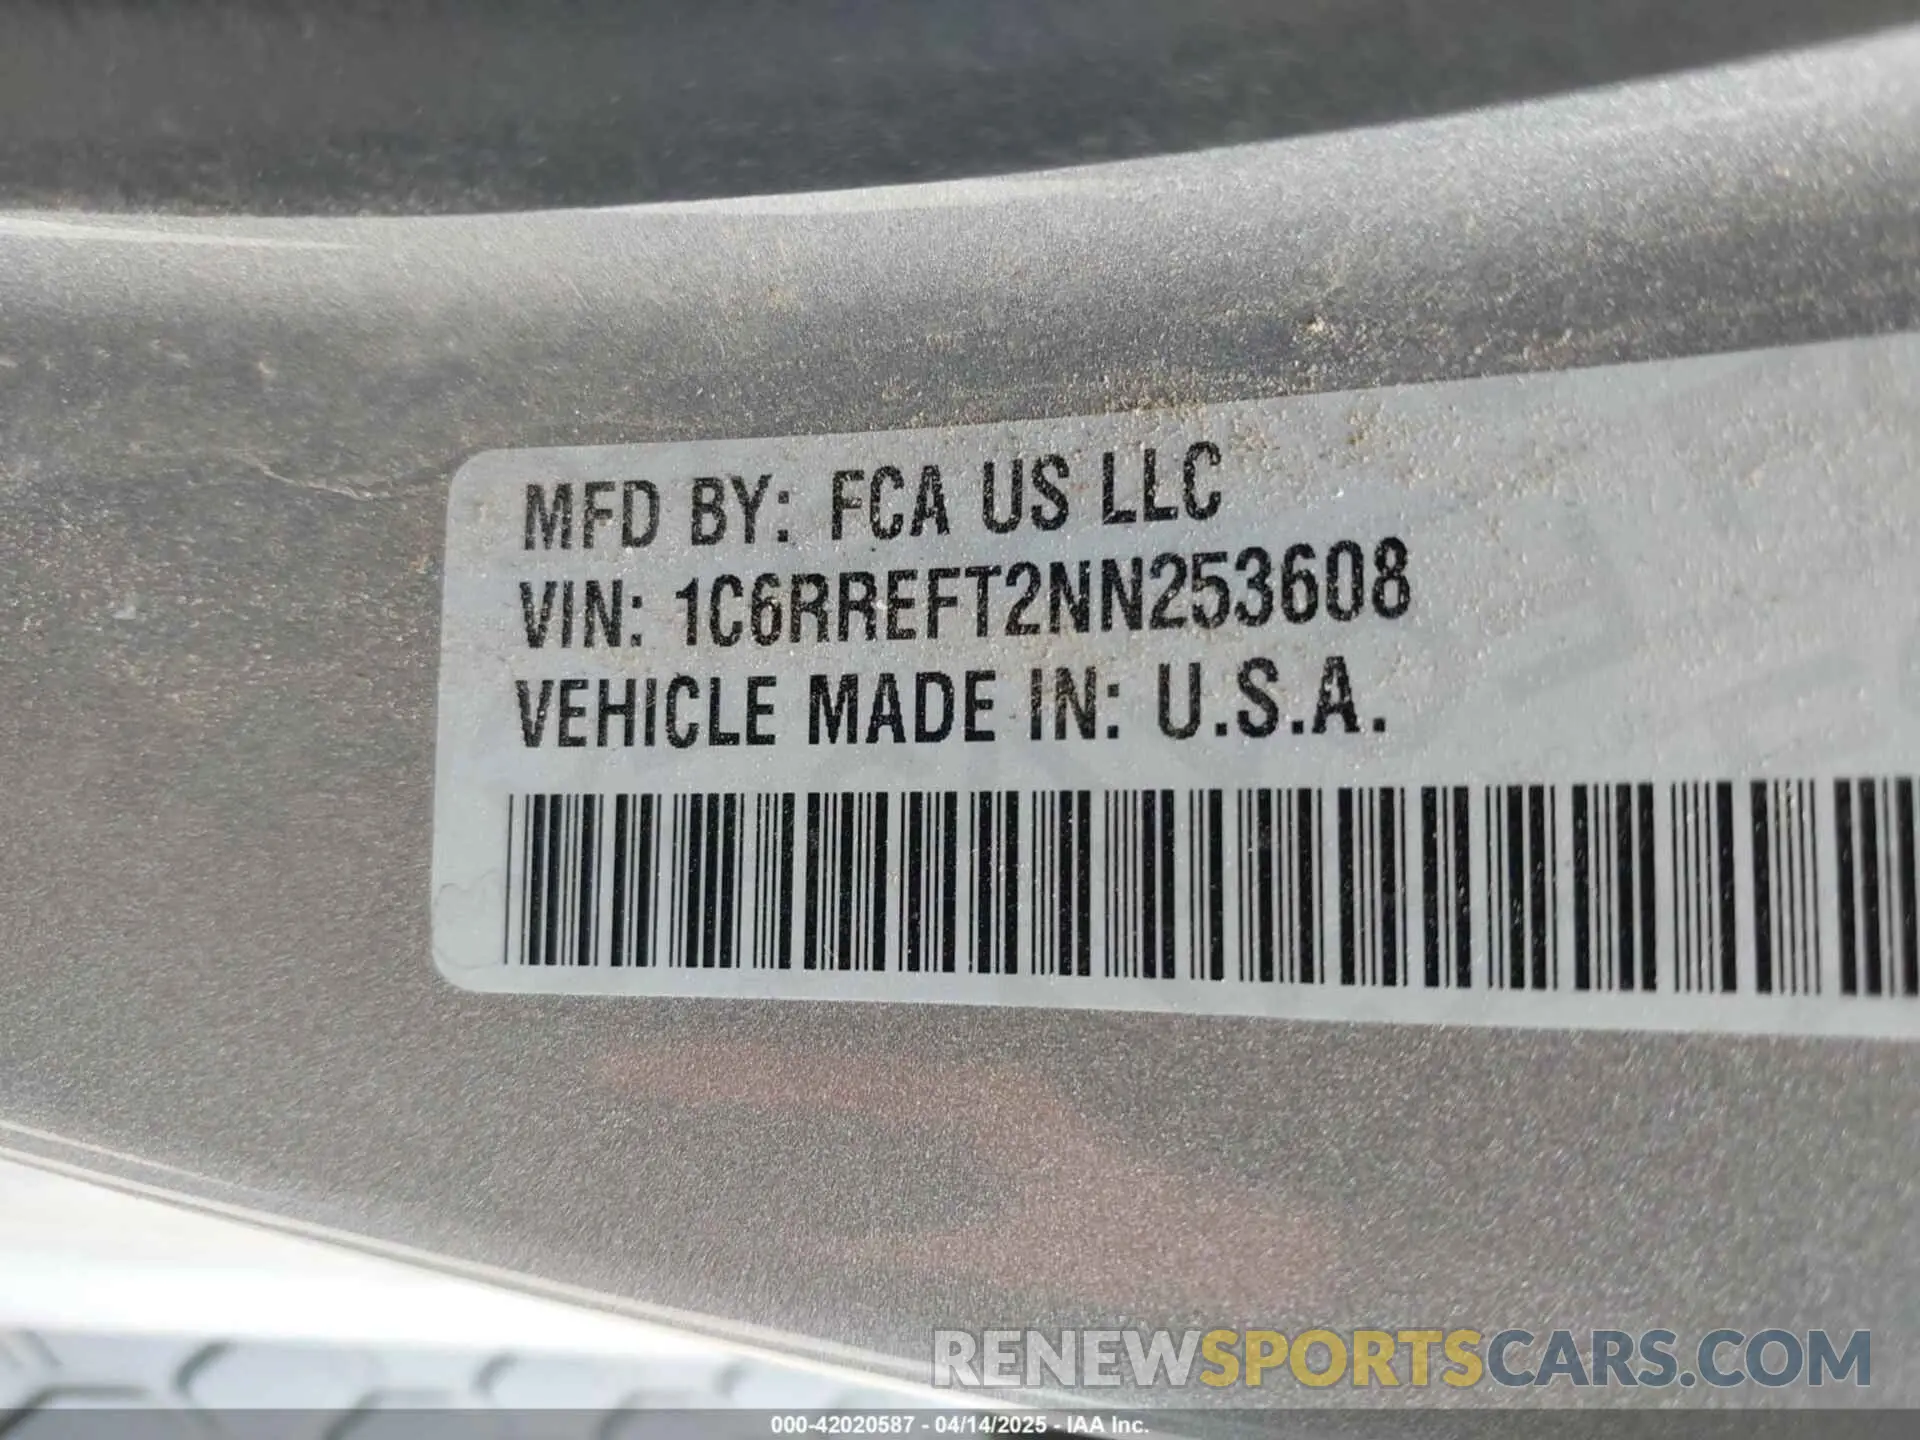 MFD BY: FCA US LLC
VIN: 1C6RREFT2NN253608
VEHICLE MADE IN: U.S.A.
RENEWSPORTSCARS.COM
000-42020587 - 04/14/2025 - IAA Inc.